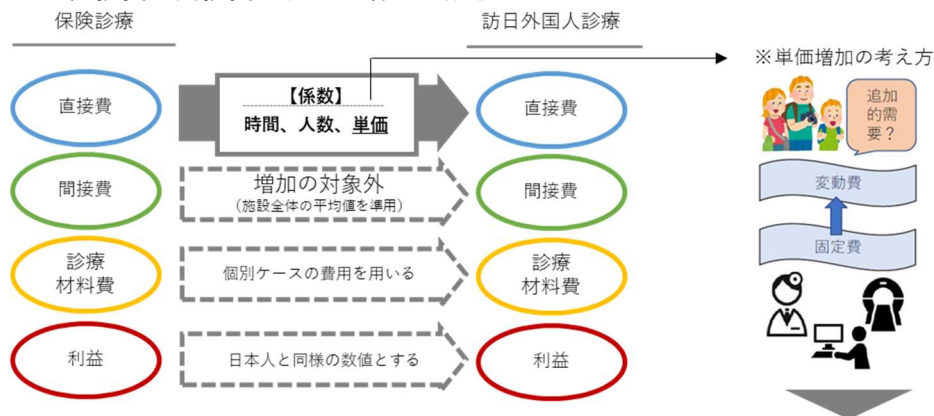 保険診療
訪日外国人診療
※単価増加の考え方
直接費
【係数】
時間、人数、単価
直接費
追加
的需
要？
間接費
増加の対象外
(施設全体の平均値を準用)
間接費
変動費
固定費
診療
材料費
個別ケースの費用を用いる
診療
材料費
利益
日本人と同様の数値とする
利益